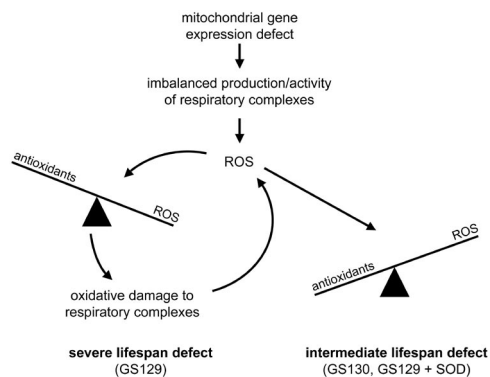 mitochondrial gene
expression defect
imbalanced production/activity
of respiratory complexes
ROS
antioxidants
ROS
oxidative damage to
respiratory complexes
severe lifespan defect
(GS129)
antioxidants
ROS
intermediate lifespan defect
(GS130, GS129 + SOD)